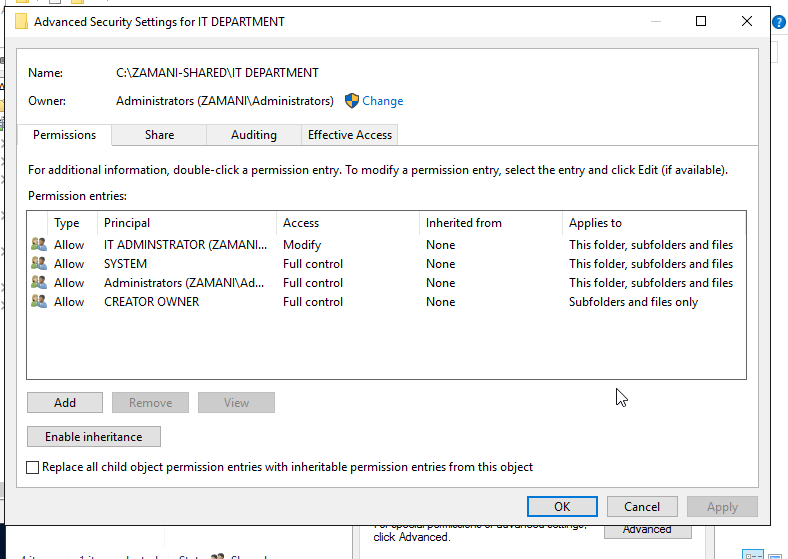 Advanced Security Settings for IT DEPARTMENT
Name: C:\ZAMANI-SHARED\IT DEPARTMENT
Owner: Administrators (ZAMANI\Administrators) Change
Permissions Share Auditing Effective Access
For additional information, double-click a permission entry. To modify a permission entry, select the entry and click Edit (if available).
Permission entries:
Type Principal Access Inherited from Applies to
Allow IT ADMINSTRATOR (ZAMANI... Modify None This folder, subfolders and files
Allow SYSTEM Full control None This folder, subfolders and files
Allow Administrators (ZAMANI\Ad... Full control None This folder, subfolders and files
Allow CREATOR OWNER Full control None Subfolders and files only
Add Remove View
Enable inheritance
Replace all child object permission entries with inheritable permission entries from this object
OK Cancel Apply
For special permissions or advanced settings,
click Advanced.
Advanced